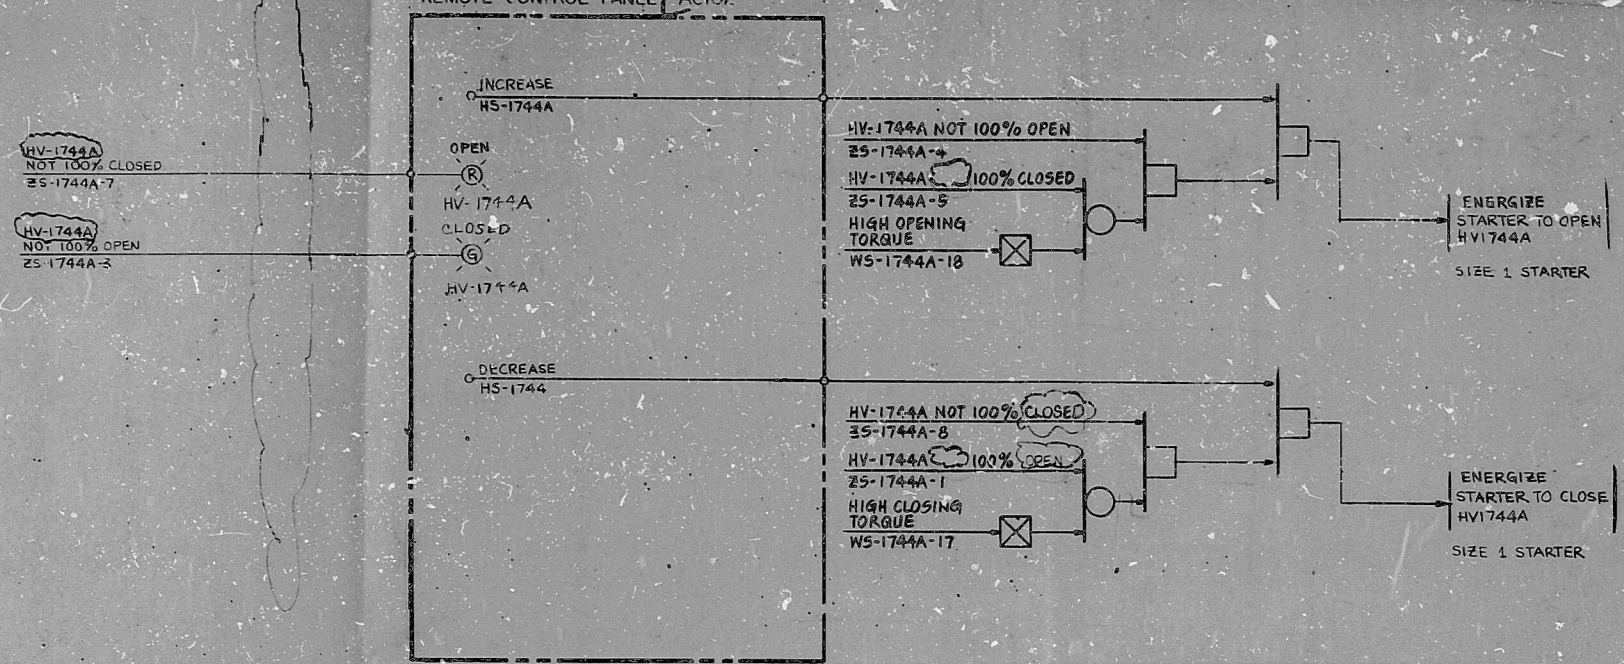 REMOTE CONTROL PANEL
INCREASE
HS-1744A
OPEN
R
HV-1744A
CLOSED
G
HV-1744A
HV-1744A
NOT 100% CLOSED
ZS-1744A-7
HV-1744A
NOT 100% OPEN
ZS-1744A-3
HV-1744A NOT 100% OPEN
ZS-1744A-4
HV-1744A 100% CLOSED
ZS-1744A-5
HIGH OPENING
TORQUE
WS-1744A-18
ENERGIZE
STARTER TO OPEN
HV1744A
SIZE 1 STARTER
DECREASE
HS-1744
HV-1744A NOT 100% CLOSED
ZS-1744A-8
HV-1744A 100% OPEN
ZS-1744A-1
HIGH CLOSING
TORQUE
WS-1744A-17
ENERGIZE
STARTER TO CLOSE
HV1744A
SIZE 1 STARTER